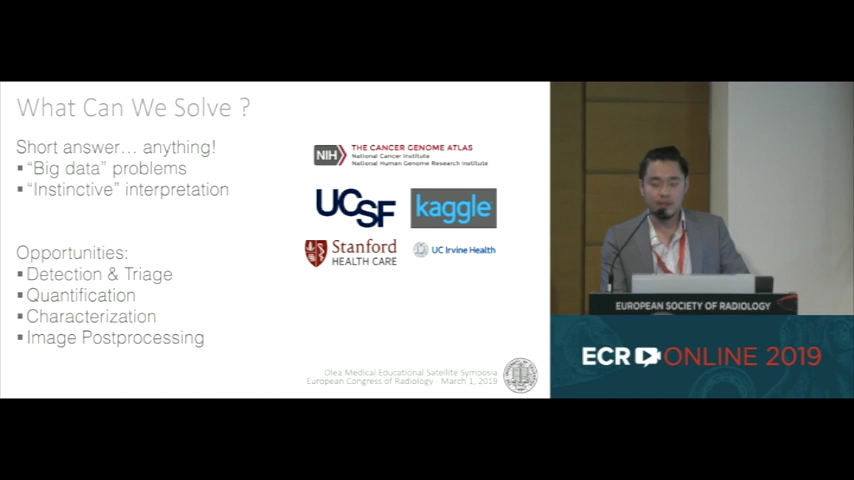 What Can We Solve ?
Short answer... anything!
▪ "Big data" problems
▪ "Instinctive" interpretation
Opportunities:
▪ Detection & Triage
▪ Quantification
▪ Characterization
▪ Image Postprocessing
NIH
THE CANCER GENOME ATLAS
National Cancer Institute
National Human Genome Research Institute
UCSF
kaggle
Stanford
HEALTH CARE
UC Irvine Health
Olea Medical Educational Satellite Symposia
European Congress of Radiology - March 1, 2019
EUROPEAN SOCIETY OF RADIOLOGY
ECR ONLINE 2019